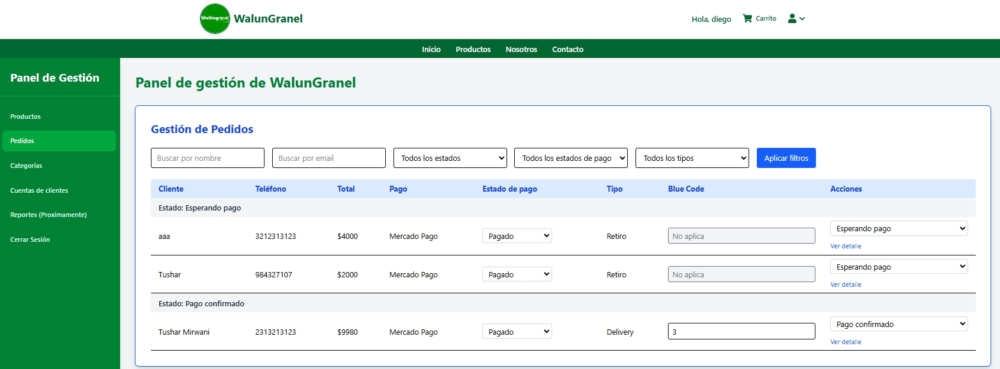 WalunGranel
Hola, diego
Carrito
Inicio Productos Nosotros Contacto
Panel de Gestión
Productos
Pedidos
Categorías
Cuentas de clientes
Reportes (Proximamente)
Cerrar Sesión
Panel de gestión de WalunGranel
Gestión de Pedidos
Buscar por nombre Buscar por email Todos los estados Todos los estados de pago Todos los tipos Aplicar filtros
Cliente Teléfono Total Pago Estado de pago Tipo Blue Code Acciones
Estado: Esperando pago
aaa 3212313123 $4000 Mercado Pago Pagado Retiro No aplica Esperando pago
Ver detalle
Tushar 984327107 $2000 Mercado Pago Pagado Retiro No aplica Esperando pago
Ver detalle
Estado: Pago confirmado
Tushar Mirwani 2313213123 $9980 Mercado Pago Pagado Delivery 3 Pago confirmado
Ver detalle